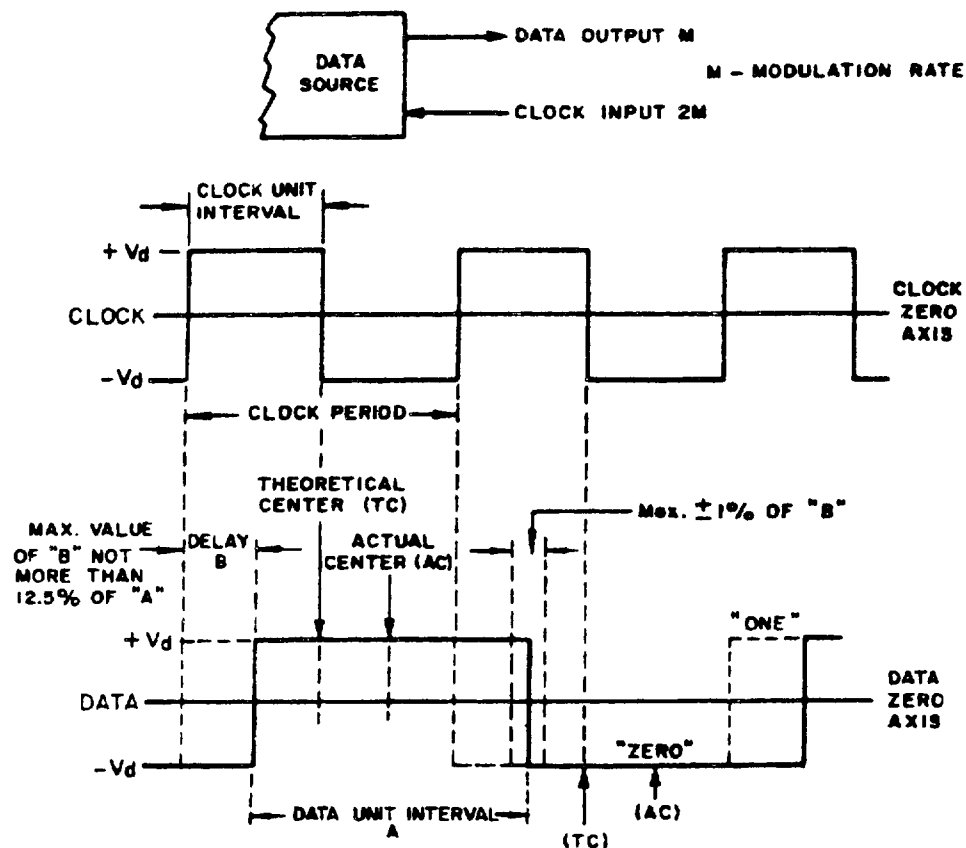 DATA SOURCE
DATA OUTPUT M
M - MODULATION RATE
CLOCK INPUT 2M
CLOCK UNIT
INTERVAL
+ Vd
CLOCK
- Vd
CLOCK
ZERO
AXIS
CLOCK PERIOD
THEORETICAL
CENTER (TC)
Max. ±1% OF "B"
MAX. VALUE
OF "B" NOT
MORE THAN
12.5% OF "A"
DELAY
B
ACTUAL
CENTER (AC)
"ONE"
+ Vd
DATA
- Vd
DATA
ZERO
AXIS
"ZERO"
DATA UNIT INTERVAL
A
(TC)
(AC)